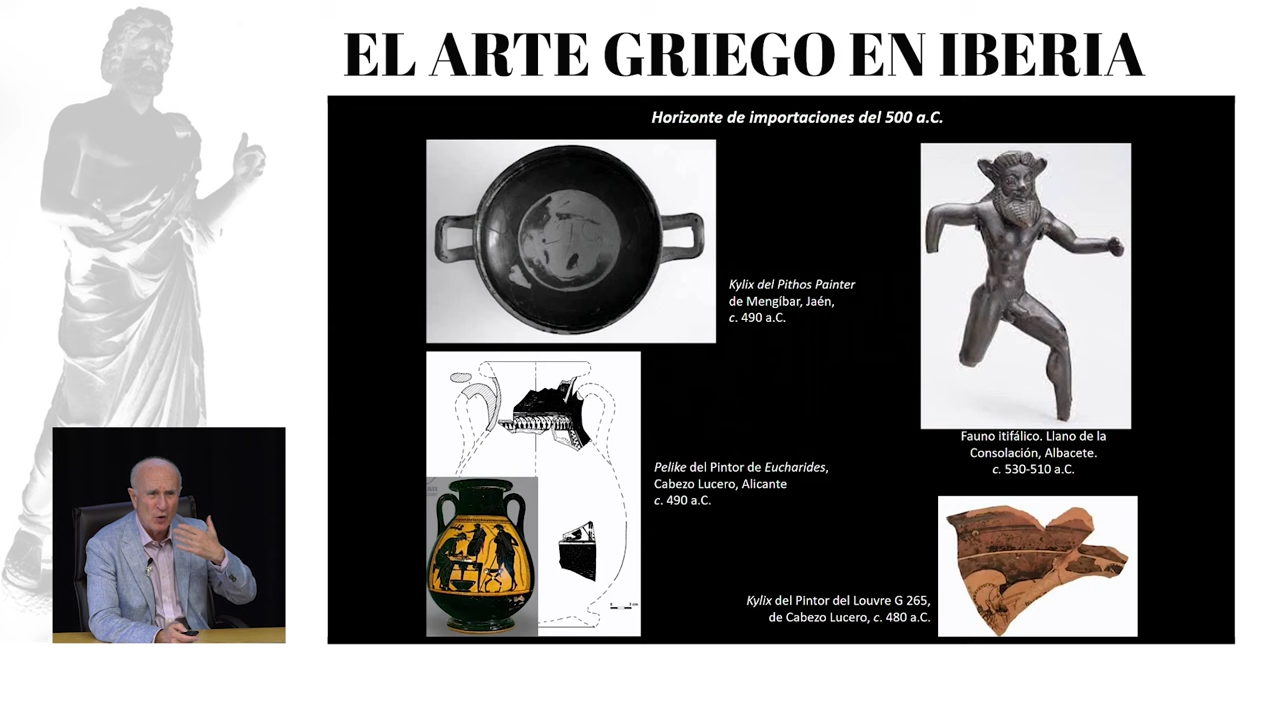 EL ARTE GRIEGO EN IBERIA
Horizonte de importaciones del 500 a.C.
Kylix del Pithos Painter
de Mengíbar, Jaén,
c. 490 a.C.
Fauno itifálico. Llano de la
Consolación, Albacete.
c. 530-510 a.C.
Pelike del Pintor de Eucharides,
Cabezo Lucero, Alicante
c. 490 a.C.
Kylix del Pintor del Louvre G 265,
de Cabezo Lucero, c. 480 a.C.